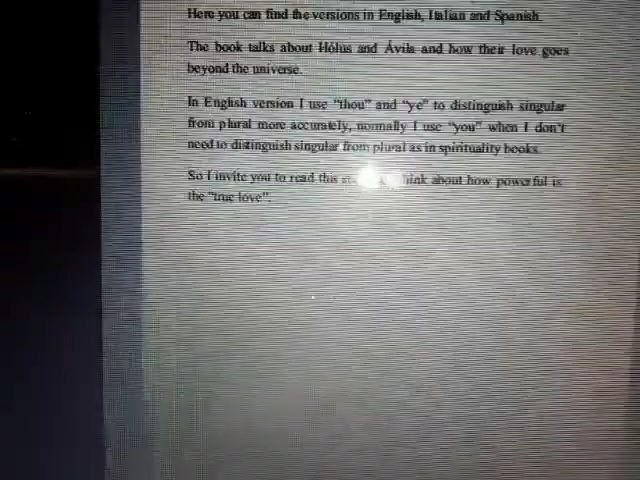 Here you can find the versions in English, Italian and Spanish.
The book talks about Hólus and Ávila and how their love goes
beyond the universe.
In English version I use "thou" and "ye" to distinguish singular
from plural more accurately, normally I use "you" when I don't
need to distinguish singular from plural as in spirituality books.
So I invite you to read this think about how powerful is
the "true love".